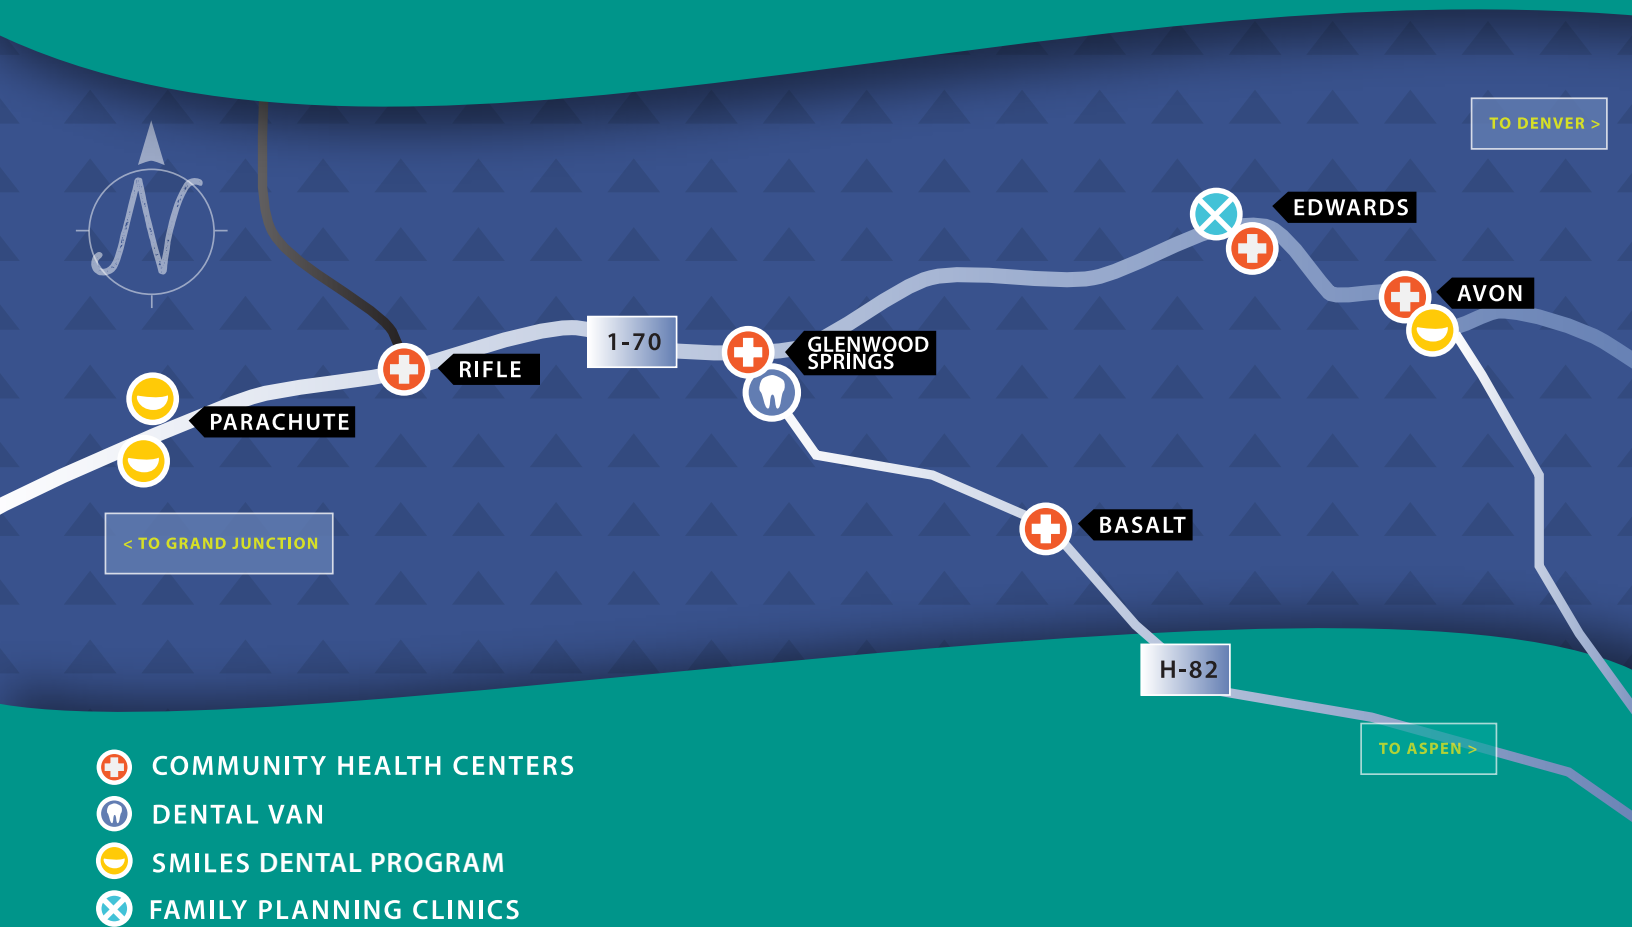 TO DENVER >
N
EDWARDS
AVON
1-70
GLENWOOD
SPRINGS
RIFLE
PARACHUTE
BASALT
< TO GRAND JUNCTION
H-82
TO ASPEN >
COMMUNITY HEALTH CENTERS
DENTAL VAN
SMILES DENTAL PROGRAM
FAMILY PLANNING CLINICS